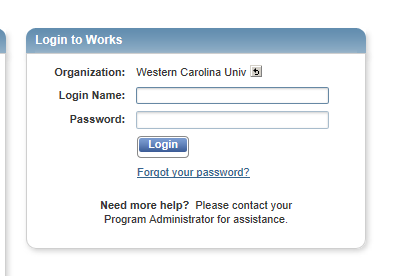 Login to Works
Organization: Western Carolina Univ
Login Name:
Password:
Login
Forgot your password?
Need more help? Please contact your
Program Administrator for assistance.